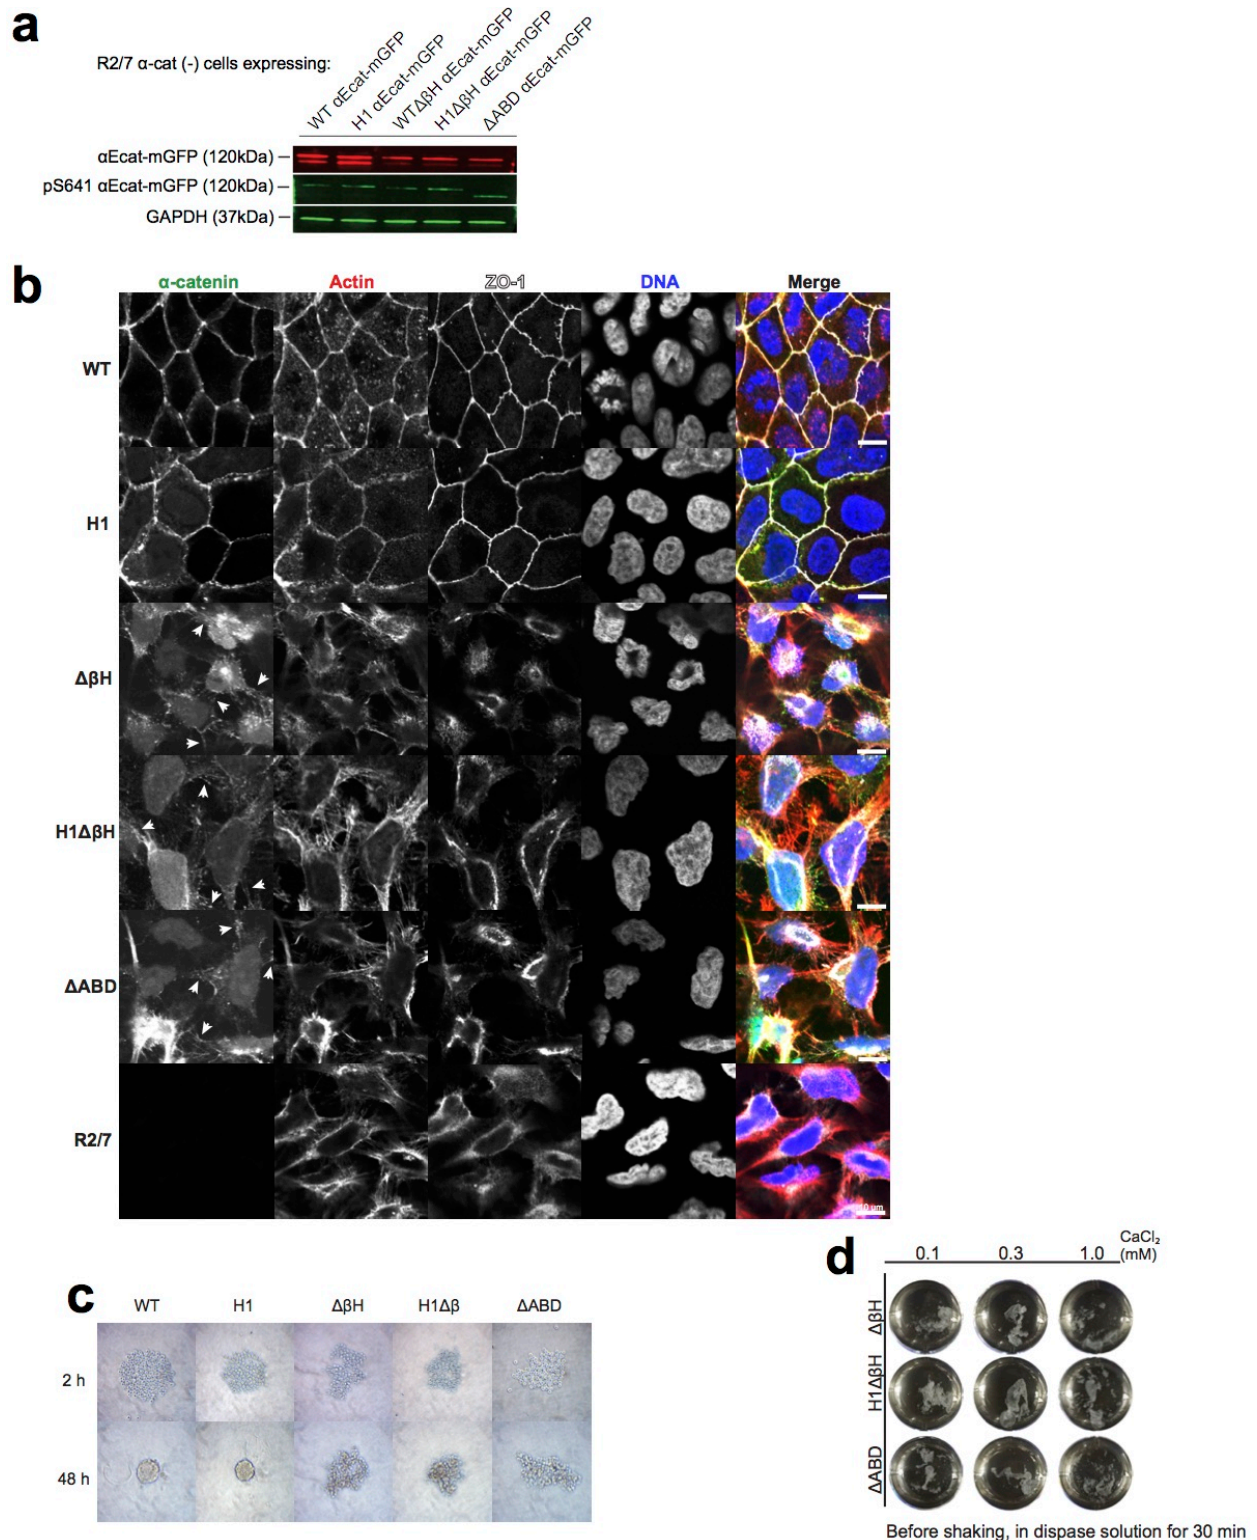 a
R2/7 α-cat (-) cells expressing:
WT αEcat-mGFP
H1 αEcat-mGFP
WTΔβH αEcat-mGFP
H1ΔβH αEcat-mGFP
ΔABD αEcat-mGFP
αEcat-mGFP (120kDa)
pS641 αEcat-mGFP (120kDa)
GAPDH (37kDa)
b
α-catenin Actin ZO-1 DNA Merge
WT
H1
ΔβH
H1ΔβH
ΔABD
R2/7
10 µm
c
WT H1 ΔβH H1Δβ ΔABD
2 h
48 h
d
CaCl₂
0.1 0.3 1.0 (mM)
ΔβH
H1ΔβH
ΔABD
Before shaking, in dispase solution for 30 min